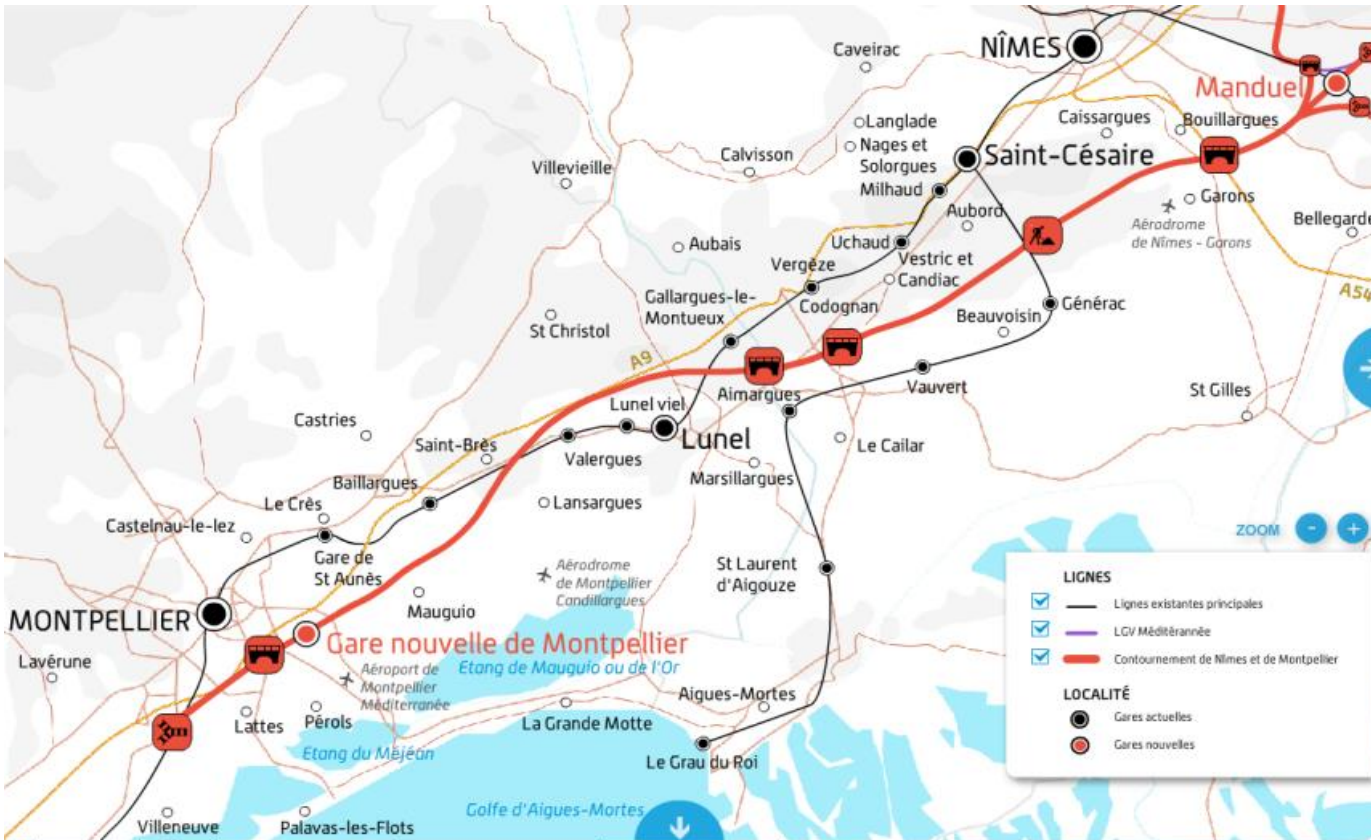 Caveirac
NÎMES
Manduel
Langlade
Caissargues
Bouillargues
Nages et
Solorgues
Calvisson
Saint-Césaire
Villevieille
Milhaud
Garons
Aubord
Aérodrome
de Nîmes - Garons
Bellegarde
Aubais
Uchaud
Vestric et
Candiac
Vergèze
A54
Gallargues-le-
Montueux
Codognan
Générac
Beauvoisin
St Christol
A9
Vauvert
St Gilles
Aimargues
Lunel viel
Castries
Lunel
Saint-Brès
Le Cailar
Valergues
Marsillargues
Baillargues
Lansargues
Le Crès
Castelnau-le-lez
ZOOM - +
Gare de
St Aunès
Aérodrome
de Montpellier
Candillargues
St Laurent
d'Aigouze
LIGNES
Lignes existantes principales
LGV Méditérannée
Contournement de Nîmes et de Montpellier
LOCALITÉ
Gares actuelles
Gares nouvelles
Mauguio
MONTPELLIER
Gare nouvelle de Montpellier
Lavérune
Aéroport de
Montpellier
Méditerranée
Etang de Mauguio ou de l'Or
Aigues-Mortes
Lattes
Pérols
La Grande Motte
Etang du Méjéan
Le Grau du Roi
Golfe d'Aigues-Mortes
Villeneuve
Palavas-les-Flots